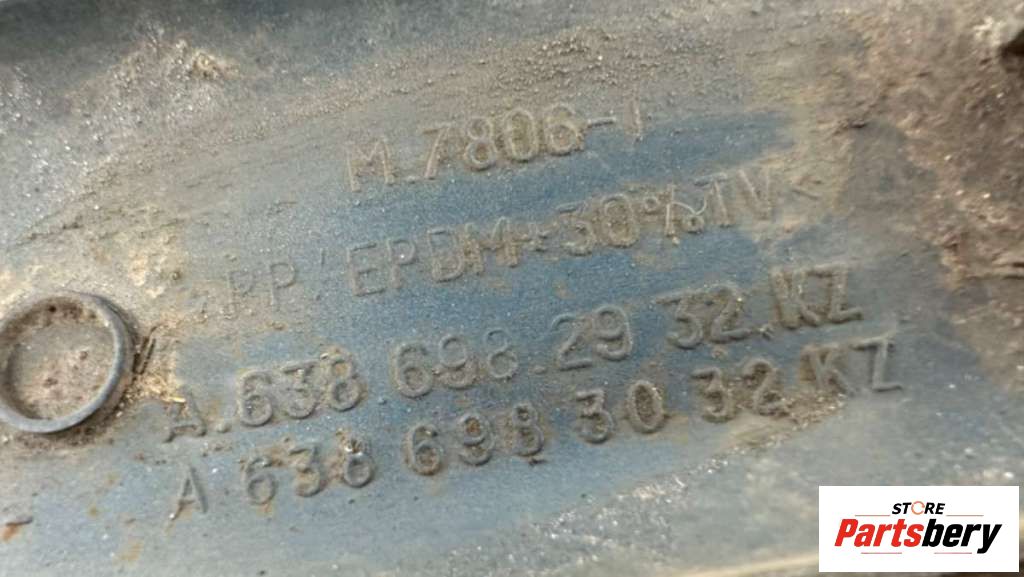 M.7806-1
PP/EPDM+30%TV<
A.638.698.29 32.KZ
A 638 698 30 32 KZ
STORE
Partsbery